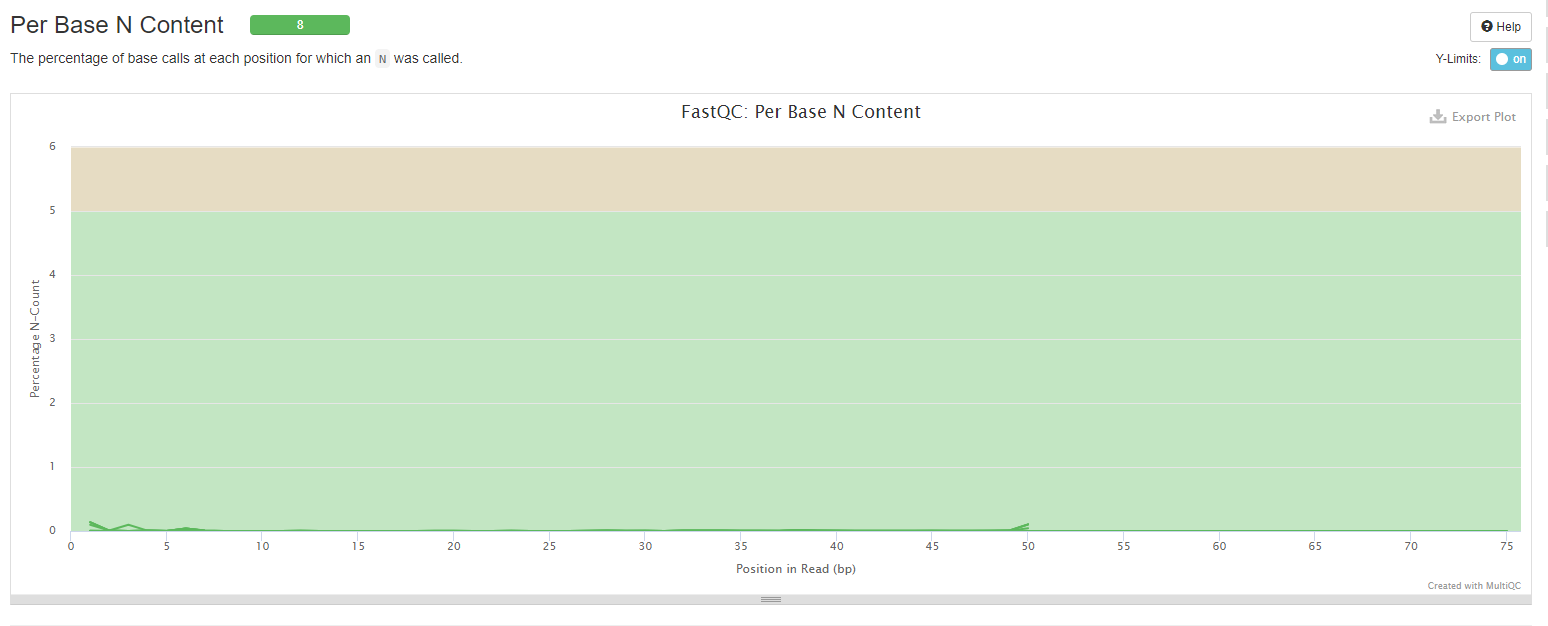 Per Base N Content
8
Help
The percentage of base calls at each position for which an N was called.
Y-Limits:
on
FastQC: Per Base N Content
Export Plot
6
5
4
3
2
1
0
Percentage N-Count
0 5 10 15 20 25 30 35 40 45 50 55 60 65 70 75
Position in Read (bp)
Created with MultiQC